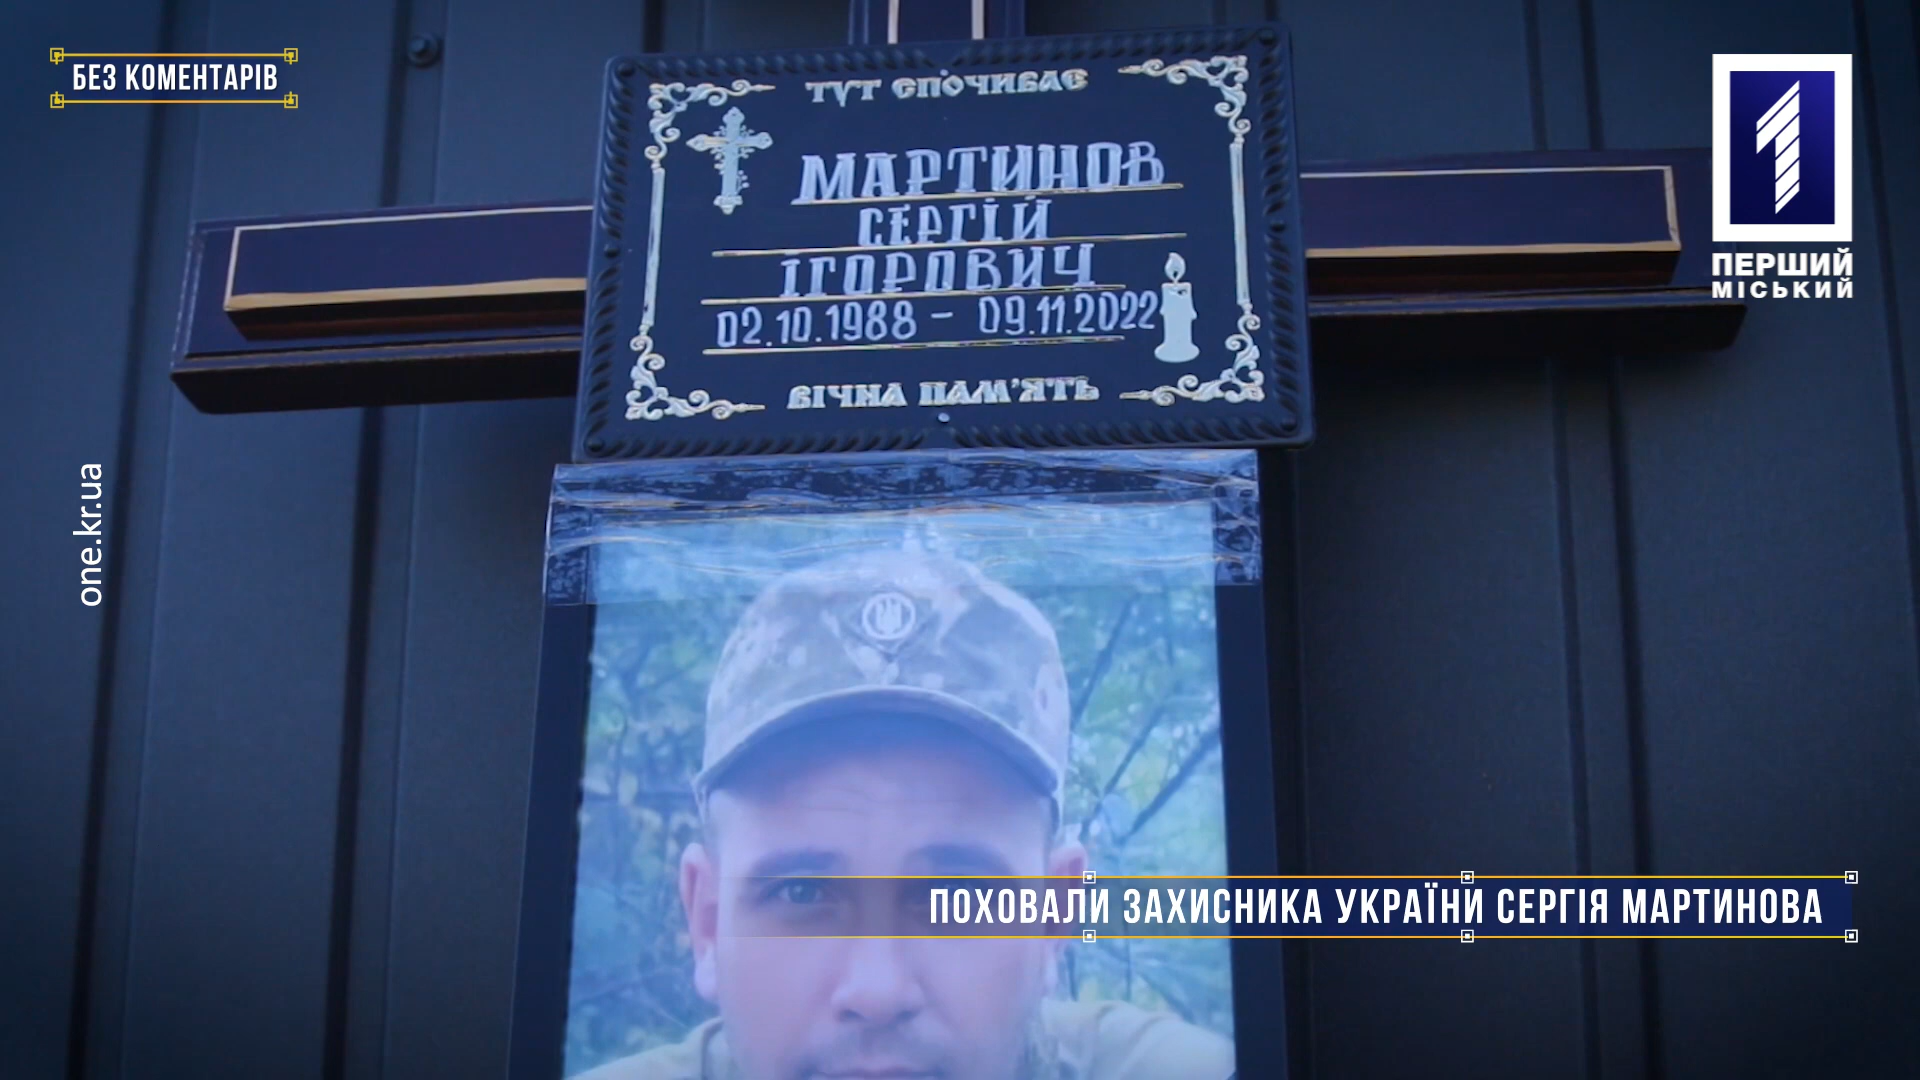 БЕЗ КОМЕНТАРІВ
ТУТ СПОЧИВАЄ
МАРТИНОВ
СЕРГІЙ
ІГОРОВИЧ
02.10.1988 - 09.11.2022
ВІЧНА ПАМ'ЯТЬ
ПЕРШИЙ
МІСЬКИЙ
one.kr.ua
ПОХОВАЛИ ЗАХИСНИКА УКРАЇНИ СЕРГІЯ МАРТИНОВА